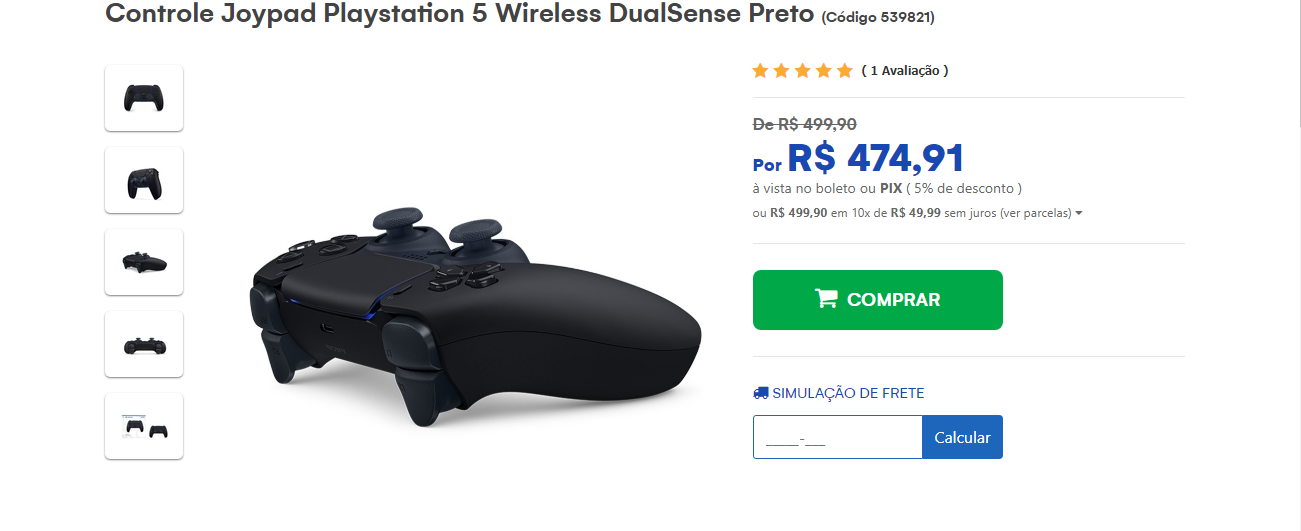 Controle Joypad Playstation 5 Wireless DualSense Preto (Código 539821)
( 1 Avaliação )
De R$ 499,90
Por R$ 474,91
à vista no boleto ou PIX ( 5% de desconto )
ou R$ 499,90 em 10x de R$ 49,99 sem juros (ver parcelas)
COMPRAR
SIMULAÇÃO DE FRETE
_____-___
Calcular